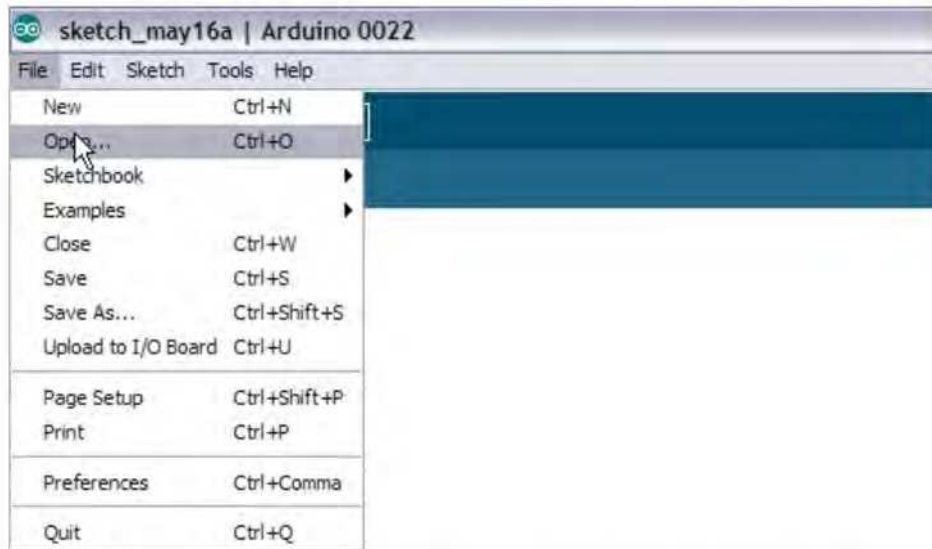 sketch_may16a | Arduino 0022
File Edit Sketch Tools Help
New Ctrl+N
Open... Ctrl+O
Sketchbook
Examples
Close Ctrl+W
Save Ctrl+S
Save As... Ctrl+Shift+S
Upload to I/O Board Ctrl+U
Page Setup Ctrl+Shift+P
Print Ctrl+P
Preferences Ctrl+Comma
Quit Ctrl+Q